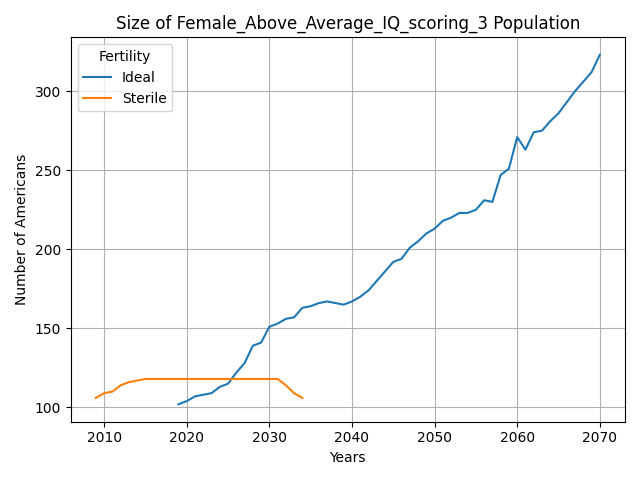 Size of Female_Above_Average_IQ_scoring_3 Population
Fertility
Ideal
Sterile
Number of Americans
300
250
200
150
100
2010 2020 2030 2040 2050 2060 2070
Years